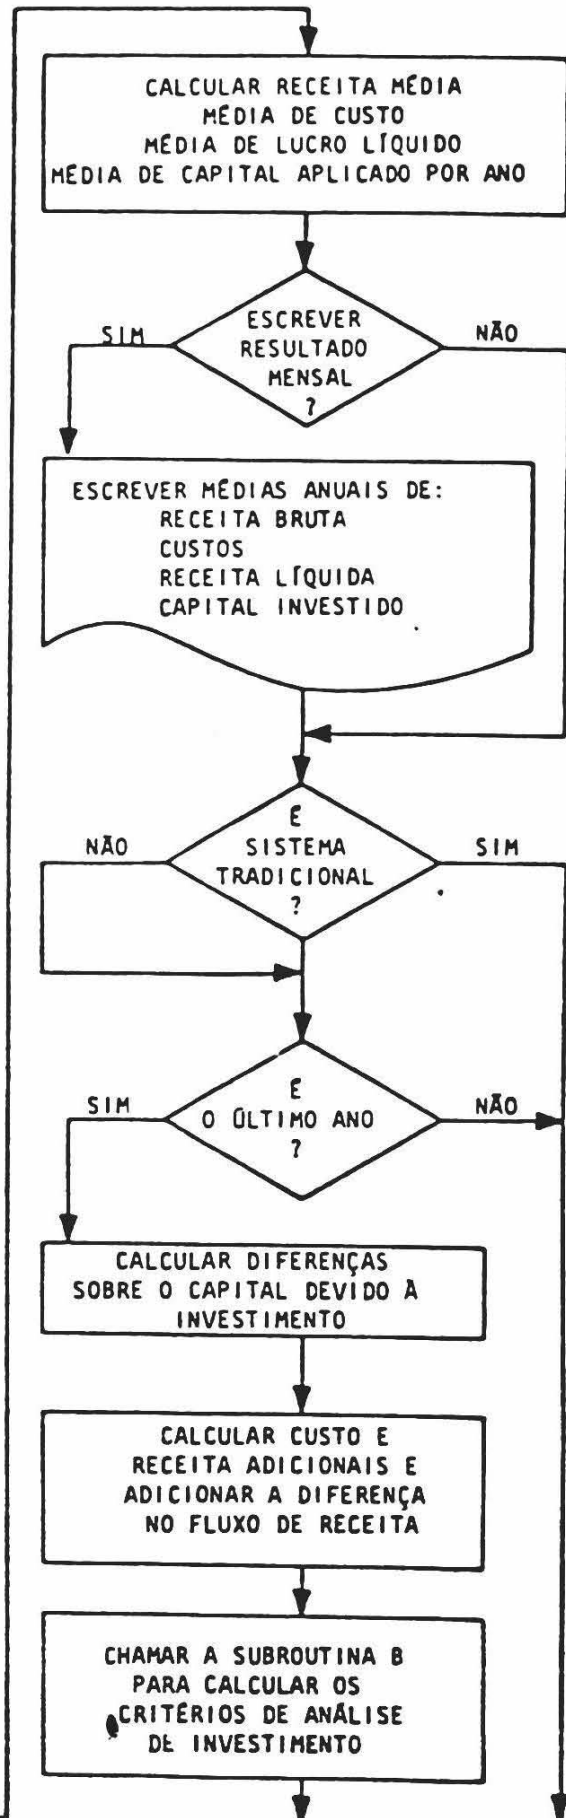 CALCULAR RECEITA MÉDIA
MÉDIA DE CUSTO
MÉDIA DE LUCRO LÍQUIDO
MÉDIA DE CAPITAL APLICADO POR ANO
ESCREVER
RESULTADO
MENSAL
?
SIM
NÃO
ESCREVER MÉDIAS ANUAIS DE:
RECEITA BRUTA
CUSTOS
RECEITA LÍQUIDA
CAPITAL INVESTIDO
É
SISTEMA
TRADICIONAL
?
NÃO
SIM
É
O ÚLTIMO ANO
?
SIM
NÃO
CALCULAR DIFERENÇAS
SOBRE O CAPITAL DEVIDO À
INVESTIMENTO
CALCULAR CUSTO E
RECEITA ADICIONAIS E
ADICIONAR A DIFERENÇA
NO FLUXO DE RECEITA
CHAMAR A SUBROUTINA B
PARA CALCULAR OS
CRITÉRIOS DE ANÁLISE
DE INVESTIMENTO